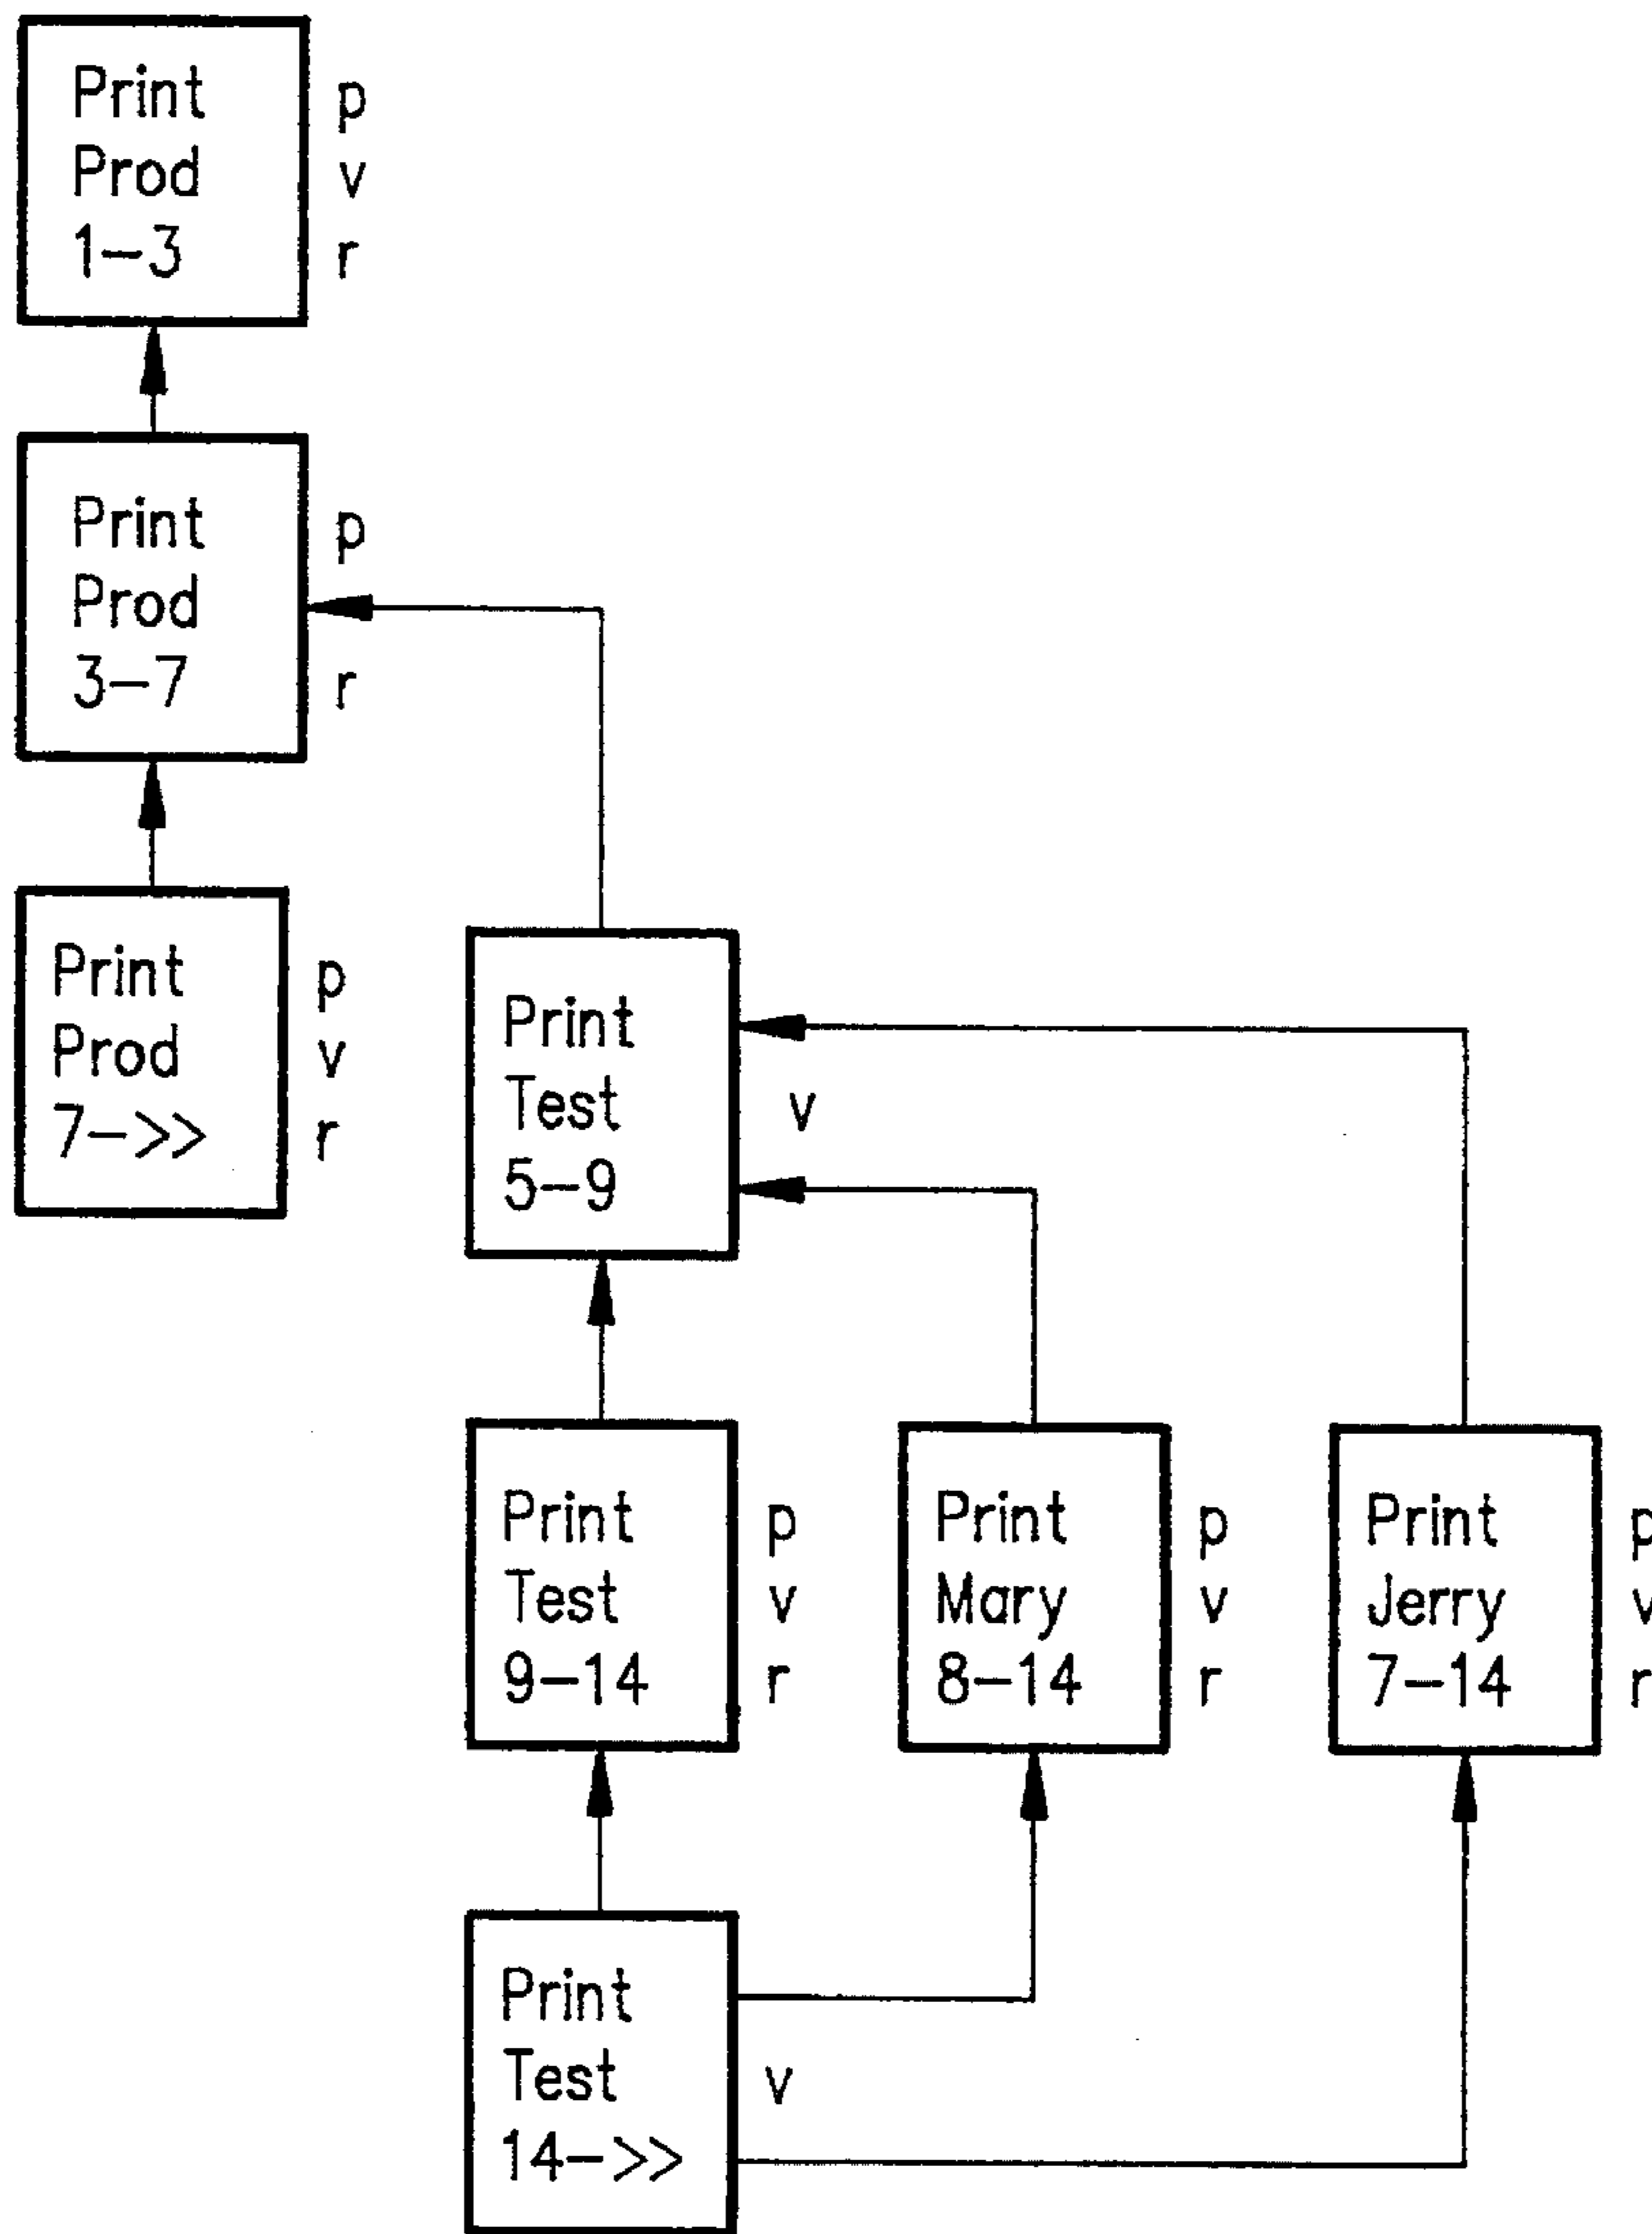 Print p
Prod v
1-3 r
Print p
Prod
3-7 r
Print p
Prod v
7->> r
Print
Test v
5-9
Print p
Test v
9-14 r
Print p
Mary v
8-14 r
Print p
Jerry v
7-14 r
Print
Test v
14->>